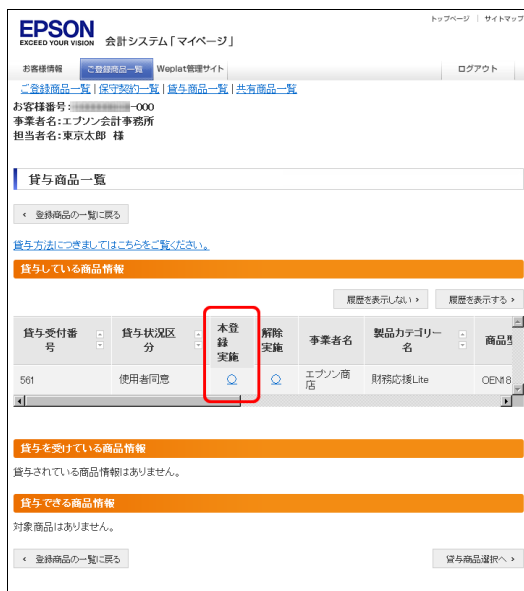 トップページ | サイトマップ
EPSON
EXCEED YOUR VISION 会計システム「マイページ」
お客様情報 ご登録商品一覧 Weplat管理サイト ログアウト
ご登録商品一覧 | 保守契約一覧 | 貸与商品一覧 | 共有商品一覧
お客様番号: -000
事業者名:エプソン会計事務所
担当者名:東京太郎 様
貸与商品一覧
‹ 登録商品の一覧に戻る
貸与方法につきましてはこちらをご覧ください。
貸与している商品情報
履歴を表示しない › 履歴を表示する ›
貸与受付番号 貸与状況区分 本登録実施 解除実施 事業者名 製品カテゴリー名
561 使用者同意 ○ ○ エプソン商店 財務応援Lite
貸与を受けている商品情報
貸与されている商品情報はありません。
貸与できる商品情報
対象商品はありません。
‹ 登録商品の一覧に戻る 貸与商品選択へ ›